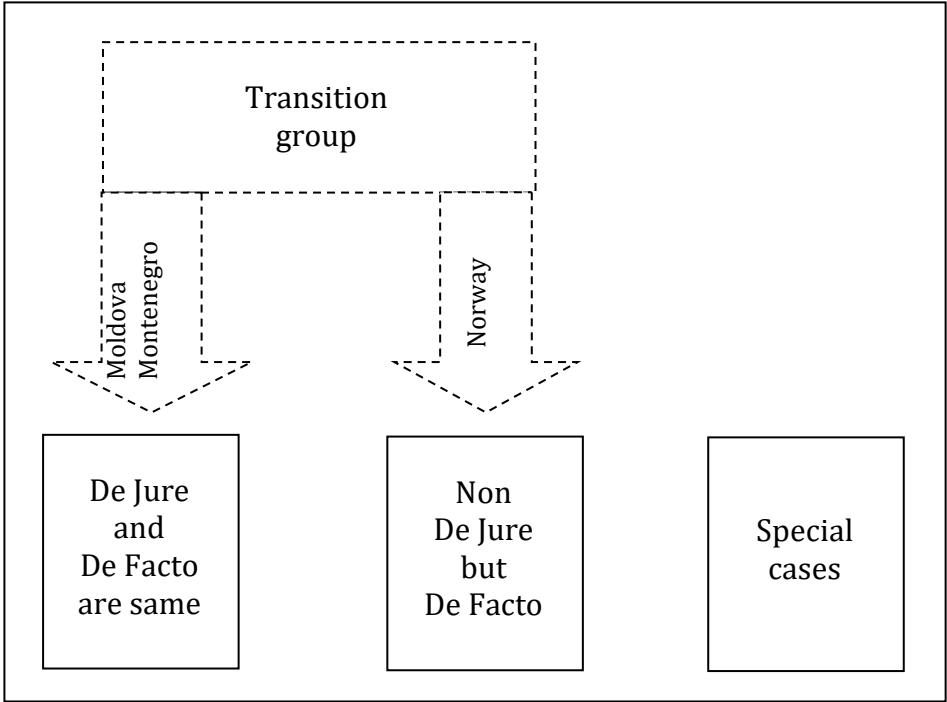 Transition
group
Moldova
Montenegro
Norway
De Jure
and
De Facto
are same
Non
De Jure
but
De Facto
Special
cases